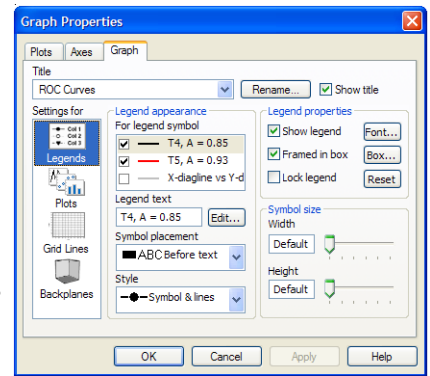 Graph Properties
Plots Axes Graph
Title
ROC Curves Rename... Show title
Settings for
Col 1
Col 2
Col 3
Legends
Plots
Grid Lines
Backplanes
Legend appearance
For legend symbol
T4, A = 0.85
T5, A = 0.93
X-diagline vs Y-d
Legend text
T4, A = 0.85 Edit...
Symbol placement
ABC Before text
Style
Symbol & lines
Legend properties
Show legend Font...
Framed in box Box...
Lock legend Reset
Symbol size
Width
Default
Height
Default
OK Cancel Apply Help